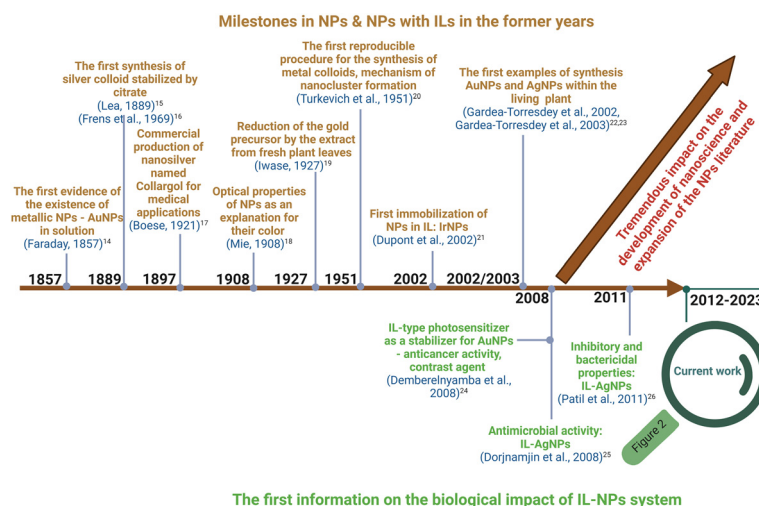 Milestones in NPs & NPs with ILs in the former years
The first synthesis of
silver colloid stabilized by
citrate
(Lea, 1889)15
(Frens et al., 1969)16
The first reproducible
procedure for the synthesis of
metal colloids, mechanism of
nanocluster formation
(Turkevich et al., 1951)20
The first examples of synthesis
AuNPs and AgNPs within the
living plant
(Gardea-Torresdey et al., 2002,
Gardea-Torresdey et al., 2003)22,23
Tremendous impact on the
development of nanoscience and
expansion of the NPs literature
Commercial
production of
nanosilver
named
Collargol for
medical
applications
(Boese, 1921)17
Reduction of the gold
precursor by the extract
from fresh plant leaves
(Iwase, 1927)19
The first evidence of
the existence of
metallic NPs - AuNPs
in solution
(Faraday, 1857)14
Optical properties
of NPs as an
explanation for
their color
(Mie, 1908)18
First immobilization of
NPs in IL: IrNPs
(Dupont et al., 2002)21
1857
1889
1897
1908
1927
1951
2002
2002/2003
2008
2011
2012-2023
IL-type photosensitizer
as a stabilizer for AuNPs
- anticancer activity,
contrast agent
(Demberelnyamba et al.,
2008)24
Inhibitory and
bactericidal
properties:
IL-AgNPs
(Patil et al., 2011)26
Current work
Figure 2
Antimicrobial activity:
IL-AgNPs
(Dorjnamjin et al., 2008)25
The first information on the biological impact of IL-NPs system